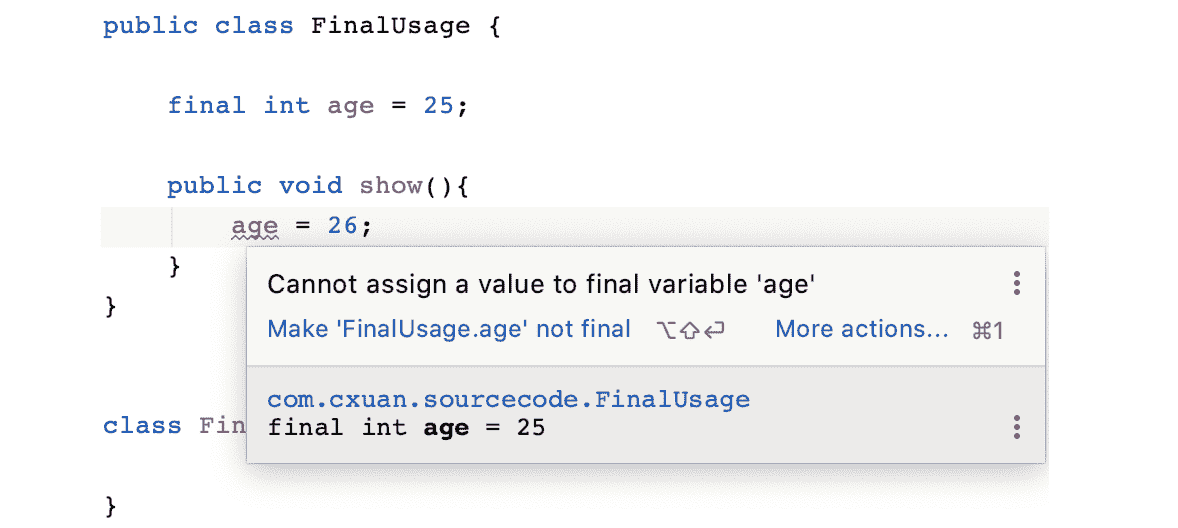 public class FinalUsage {
final int age = 25;
public void show(){
age = 26;
}
}
Cannot assign a value to final variable 'age'
Make 'FinalUsage.age' not final ⌥⇧⏎ More actions... ⌘1
com.cxuan.sourcecode.FinalUsage
final int age = 25
class Fin
}